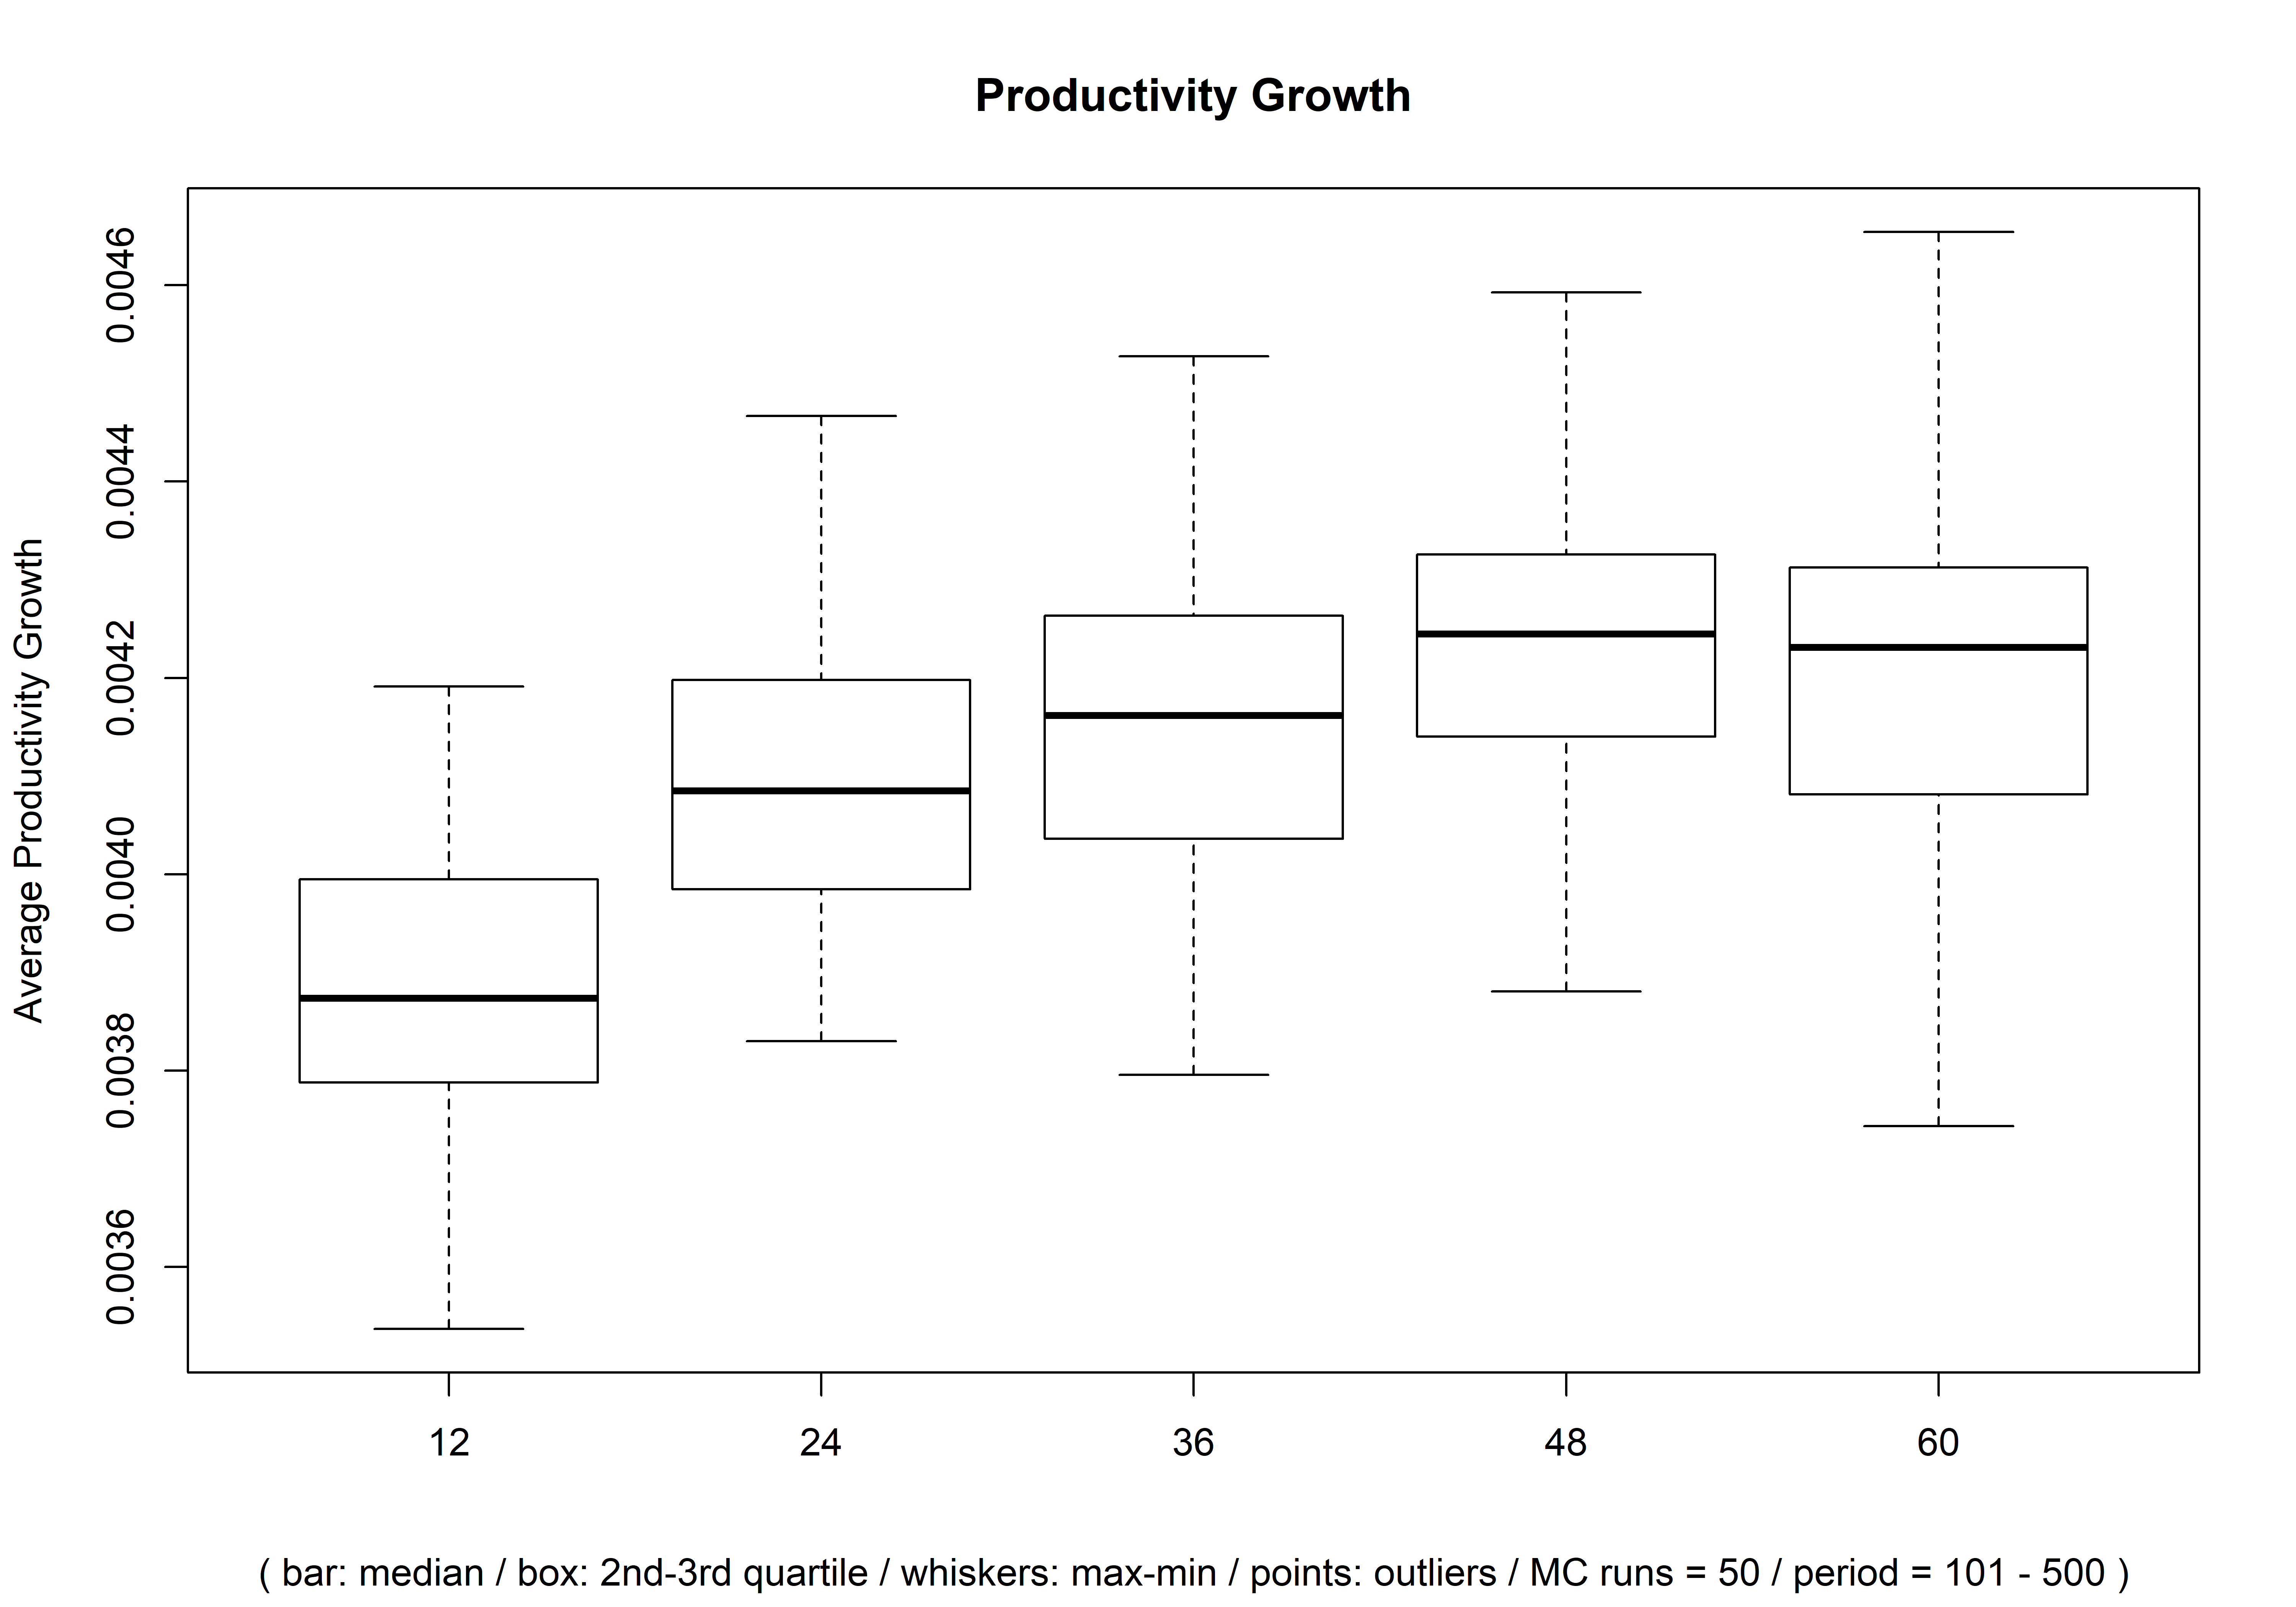 Productivity Growth
Average Productivity Growth
0.0046
0.0044
0.0042
0.0040
0.0038
0.0036
12 24 36 48 60
( bar: median / box: 2nd-3rd quartile / whiskers: max-min / points: outliers / MC runs = 50 / period = 101 - 500 )